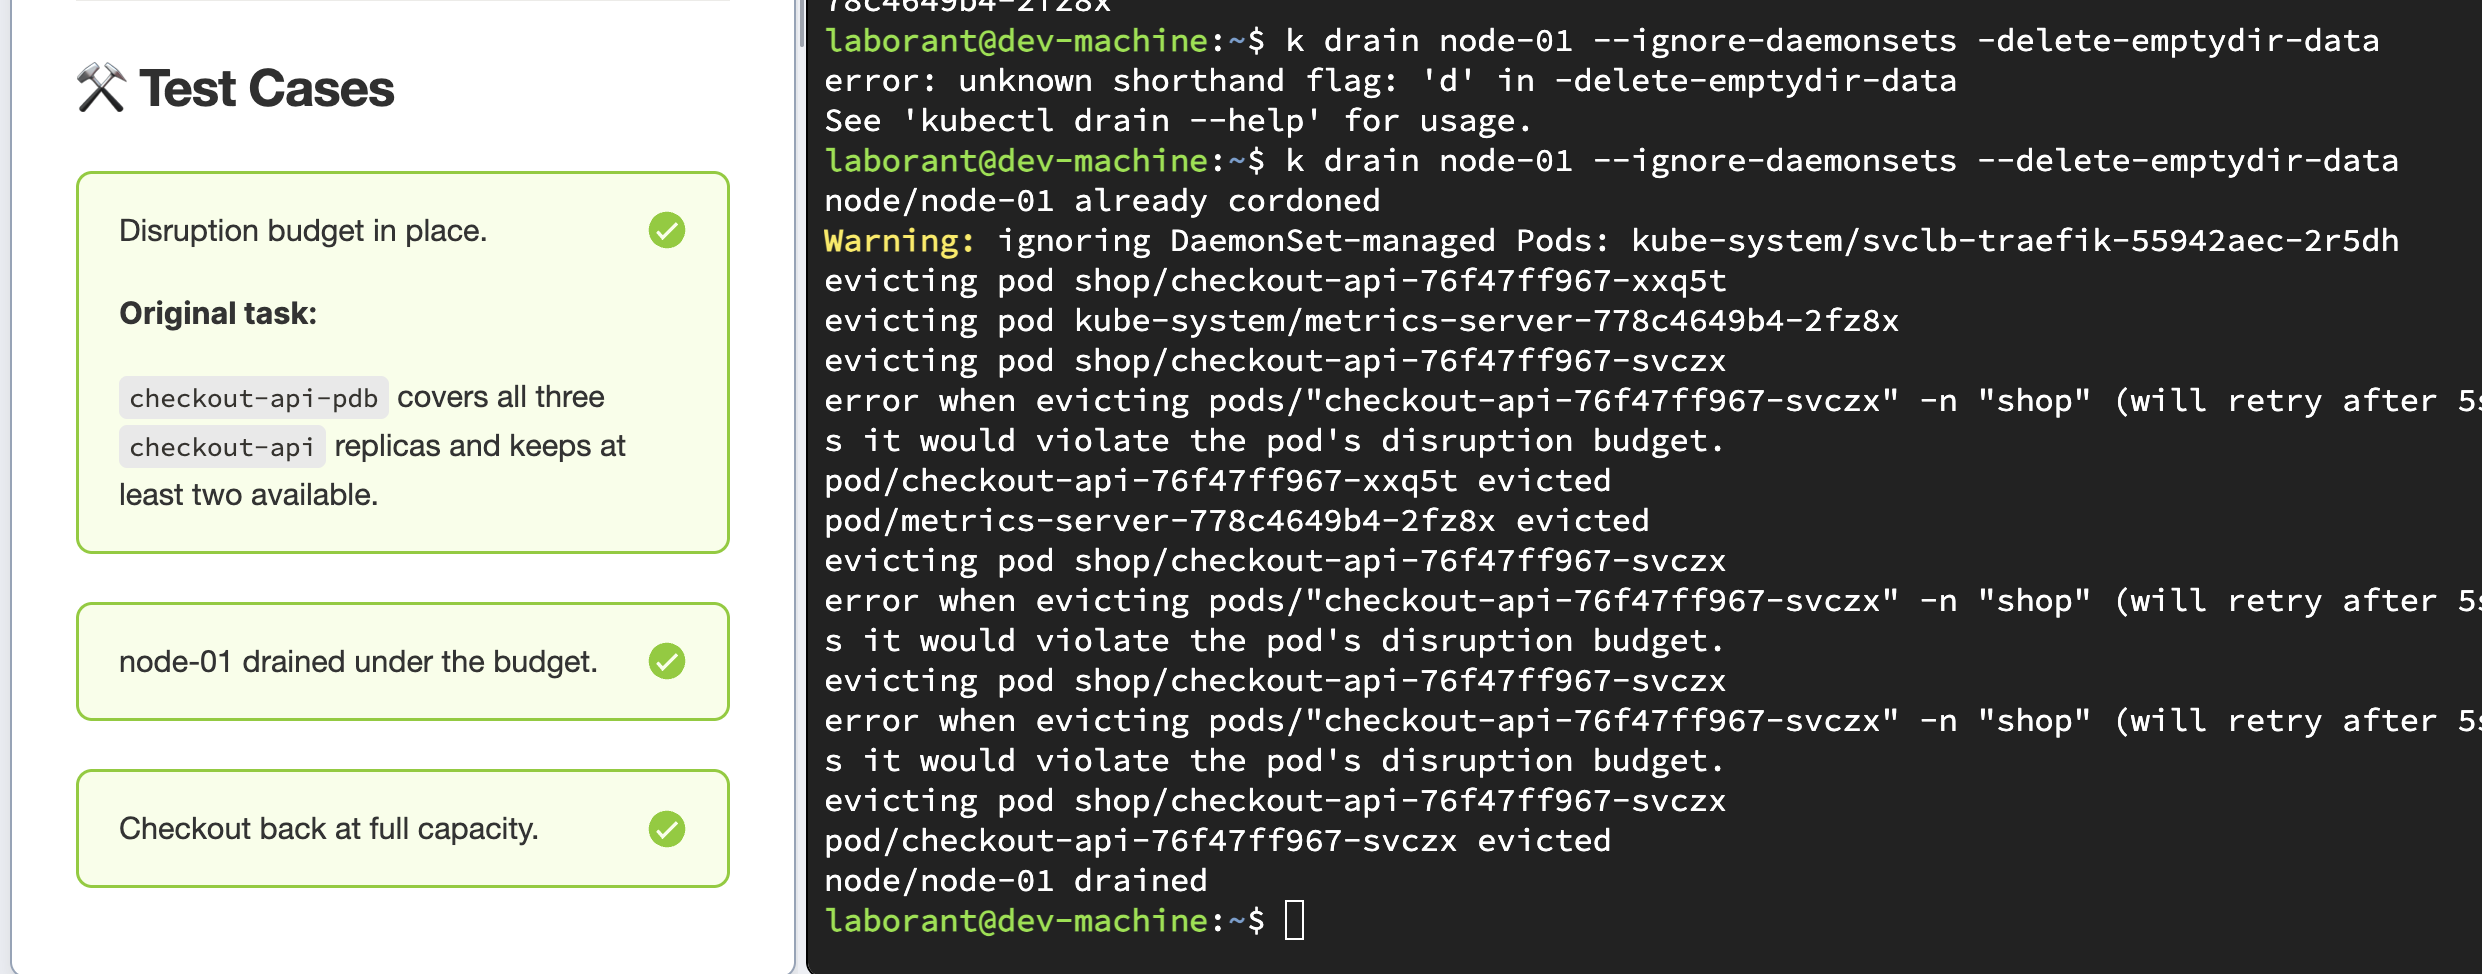 Test Cases
Disruption budget in place.
Original task:
checkout-api-pdb covers all three
checkout-api replicas and keeps at
least two available.
node-01 drained under the budget.
Checkout back at full capacity.
78c4649b4-2fz8x
laborant@dev-machine:~$ k drain node-01 --ignore-daemonsets -delete-emptydir-data
error: unknown shorthand flag: 'd' in -delete-emptydir-data
See 'kubectl drain --help' for usage.
laborant@dev-machine:~$ k drain node-01 --ignore-daemonsets --delete-emptydir-data
node/node-01 already cordoned
Warning: ignoring DaemonSet-managed Pods: kube-system/svclb-traefik-55942aec-2r5dh
evicting pod shop/checkout-api-76f47ff967-xxq5t
evicting pod kube-system/metrics-server-778c4649b4-2fz8x
evicting pod shop/checkout-api-76f47ff967-svczx
error when evicting pods/"checkout-api-76f47ff967-svczx" -n "shop" (will retry after 5s
s it would violate the pod's disruption budget.
pod/checkout-api-76f47ff967-xxq5t evicted
pod/metrics-server-778c4649b4-2fz8x evicted
evicting pod shop/checkout-api-76f47ff967-svczx
error when evicting pods/"checkout-api-76f47ff967-svczx" -n "shop" (will retry after 5s
s it would violate the pod's disruption budget.
evicting pod shop/checkout-api-76f47ff967-svczx
error when evicting pods/"checkout-api-76f47ff967-svczx" -n "shop" (will retry after 5s
s it would violate the pod's disruption budget.
evicting pod shop/checkout-api-76f47ff967-svczx
pod/checkout-api-76f47ff967-svczx evicted
node/node-01 drained
laborant@dev-machine:~$